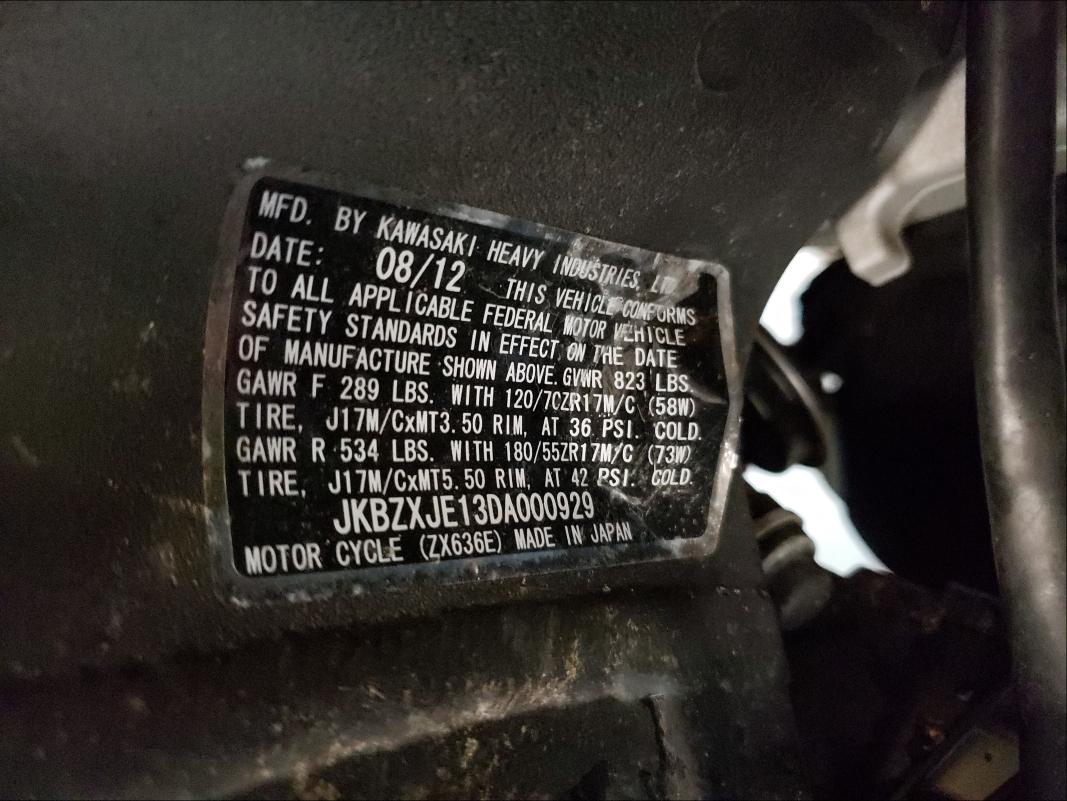 MFD. BY KAWASAKI HEAVY INDUSTRIES, LTD.
DATE: 08/12 THIS VEHICLE CONFORMS
TO ALL APPLICABLE FEDERAL MOTOR VEHICLE
SAFETY STANDARDS IN EFFECT ON THE DATE
OF MANUFACTURE SHOWN ABOVE. GVWR 823 LBS.
GAWR F 289 LBS. WITH 120/70ZR17M/C (58W)
TIRE, J17M/CxMT3.50 RIM, AT 36 PSI. COLD.
GAWR R 534 LBS. WITH 180/55ZR17M/C (73W)
TIRE, J17M/CxMT5.50 RIM, AT 42 PSI. COLD.
JKBZXJE13DA000929
MOTOR CYCLE (ZX636E) MADE IN JAPAN